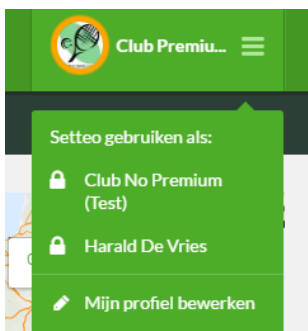 Club Premiu...
Setteo gebruiken als:
Club No Premium
(Test)
Harald De Vries
Mijn profiel bewerken